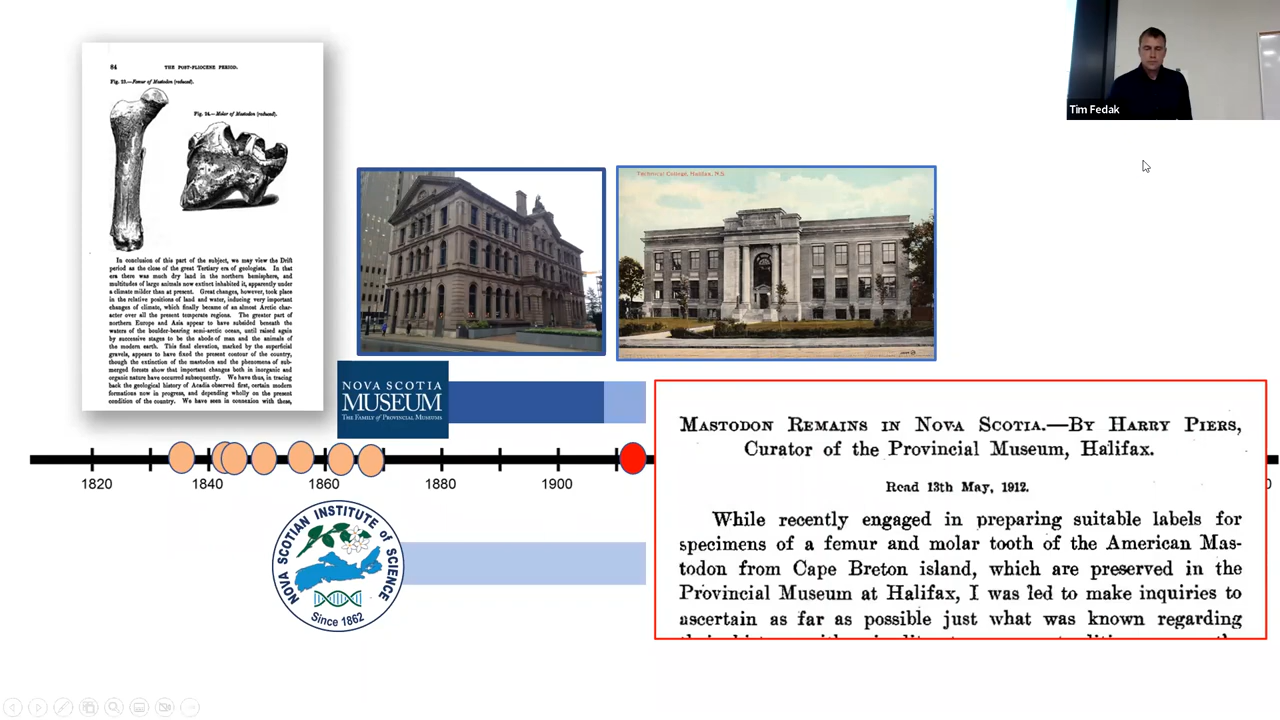 84 THE POST-PLIOCENE PERIOD.
Fig. 23.—Femur of Mastodon (reduced).
Fig. 24.—Molar of Mastodon (reduced).
In conclusion of this part of the subject, we may view the Drift
period as the close of the great Tertiary era of geologists. In that
era there was much dry land in the northern hemisphere, and
multitudes of large animals now extinct inhabited it, apparently under
a climate milder than at present. Great changes, however, took place
in the relative positions of land and water, inducing very important
changes of climate, which finally became of an almost Arctic char-
acter over all the present temperate regions. The greater part of
northern Europe and Asia appear to have subsided beneath the
waters of the boulder-bearing semi-arctic ocean, until raised again
by successive stages to be the abode of man and the animals of
the modern earth. This final elevation, marked by the superficial
gravels, appears to have fixed the present contour of the country,
though the extinction of the mastodon and the phenomena of sub-
merged forests show that important changes both in inorganic and
organic nature have occurred subsequently. We have thus, in tracing
back the geological history of Acadia observed first, certain modern
formations now in progress, and depending wholly on the present
condition of the country. We have seen in connexion with these,
Technical College, Halifax, N.S.
Tim Fedak
NOVA SCOTIA
MUSEUM
THE FAMILY of PROVINCIAL MUSEUMS
1820 1840 1860 1880 1900
NOVA SCOTIAN INSTITUTE OF SCIENCE
Since 1862
MASTODON REMAINS IN NOVA SCOTIA.—BY HARRY PIERS,
Curator of the Provincial Museum, Halifax.
Read 13th May, 1912.
While recently engaged in preparing suitable labels for
specimens of a femur and molar tooth of the American Mas-
todon from Cape Breton island, which are preserved in the
Provincial Museum at Halifax, I was led to make inquiries to
ascertain as far as possible just what was known regarding